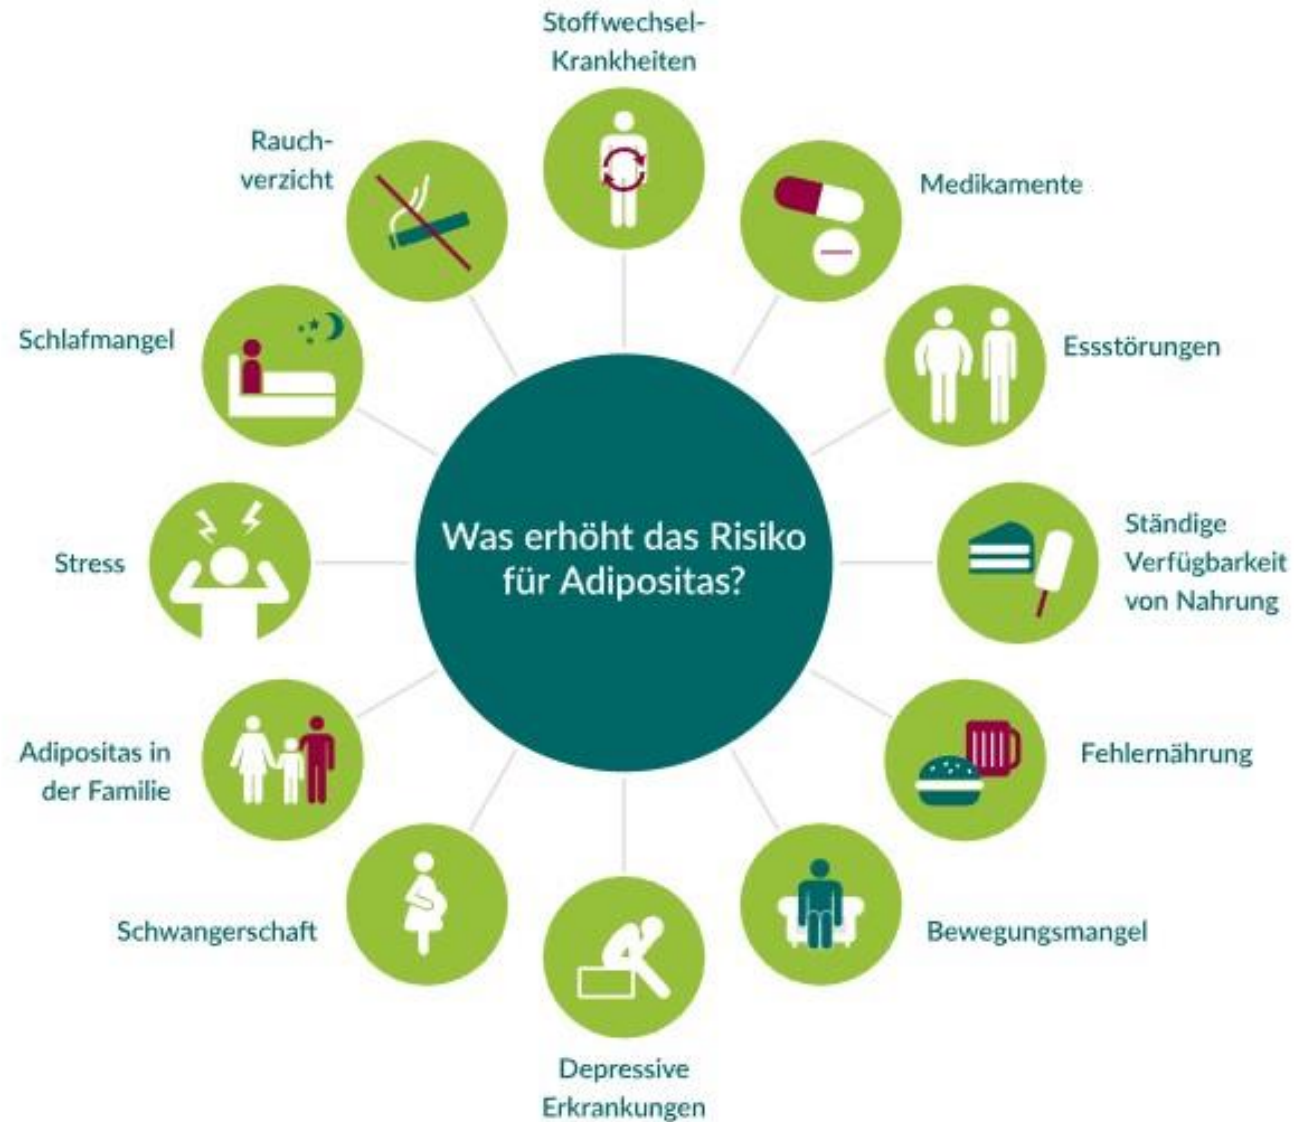 Stoffwechsel-
Krankheiten
Medikamente
Essstörungen
Ständige
Verfügbarkeit
von Nahrung
Fehlernährung
Bewegungsmangel
Depressive
Erkrankungen
Schwangerschaft
Adipositas in
der Familie
Stress
Schlafmangel
Rauch-
verzicht
Was erhöht das Risiko
für Adipositas?